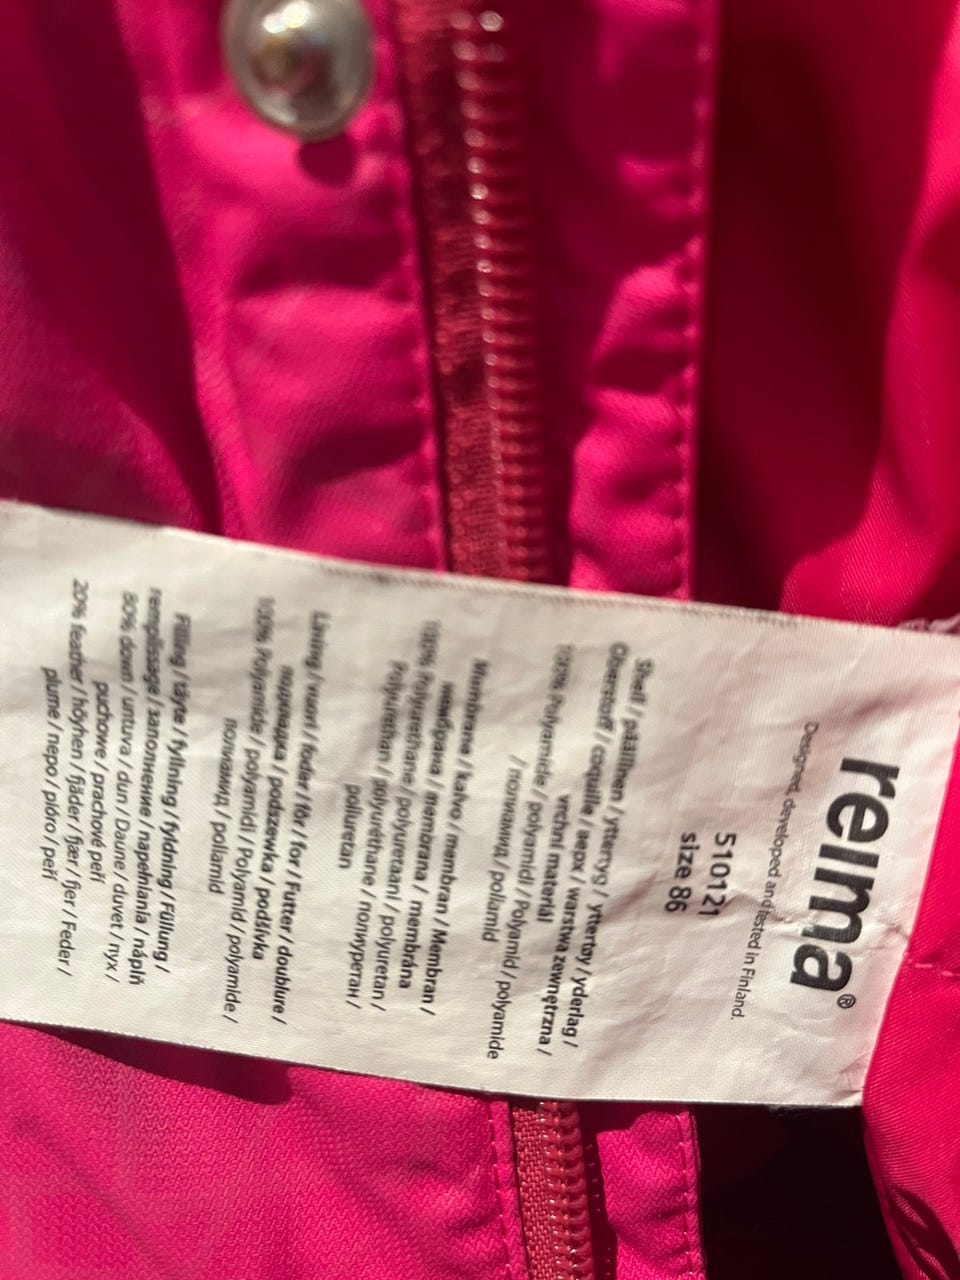 reima®
Designed, developed and tested in Finland.
510121
size 86
Shell / päällinen / yttertyg / yttertøy / yderlag /
Oberstoff / coquille / верх / warstwa zewnętrzna /
vrchní materiál
100% Polyamide / polyamidi / Polyamid / polyamide
/ полиамид / poliamid
Membrane / kalvo / membran / Membran /
мембрана / membrana / membrána
100% Polyurethane / polyuretaani / polyuretan /
Polyurethan / polyuréthane / полиуретан /
poliuretan
Lining / vuori / foder / fôr / for / Futter / doublure /
подкладка / podszewka / podšívka
100% Polyamide / polyamidi / Polyamid / polyamide /
полиамид / poliamid
Filling / täyte / fyllning / fyldning / Füllung /
remplissage / заполнение / napełniania / náplň
80% down / untuva / dun / Daune / duvet / пух /
puchowe / prachové peří
20% feather / höyhen / fjäder / fjær / fjer / Feder /
plume / перо / pióro / peří